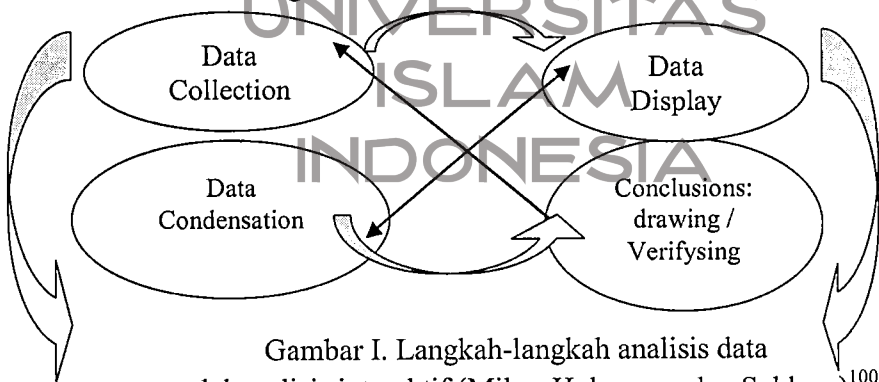 UNIVERSITAS
ISLAM
INDONESIA
Data
Collection
Data
Display
Data
Condensation
Conclusions:
drawing /
Verifysing
Gambar I. Langkah-langkah analisis data